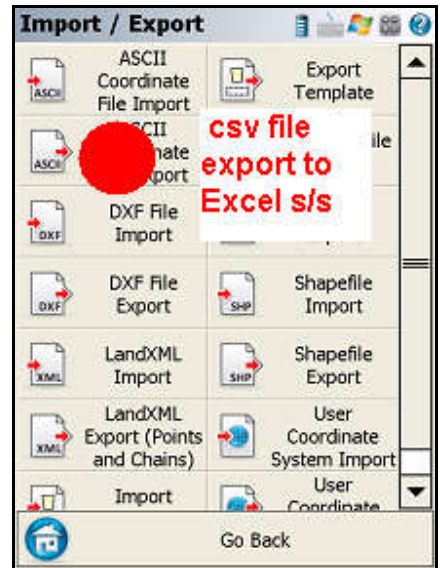 Import / Export
ASCII
Coordinate
File Import
Export
Template
ASCII
csv file
export to
Excel s/s
ile
ASCII
DXF File
Import
DXF
DXF File
Export
DXF
Shapefile
Import
SHP
LandXML
Import
XML
Shapefile
Export
SHP
LandXML
Export (Points
and Chains)
XML
User
Coordinate
System Import
Import
User
Coordinate
Go Back